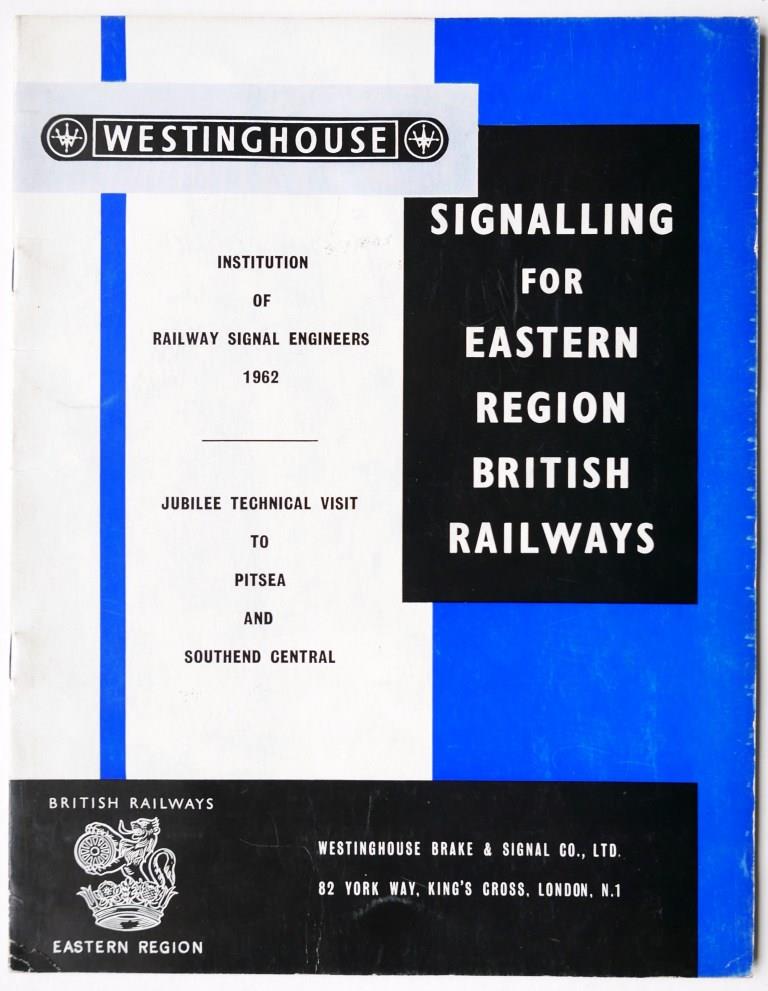 WESTINGHOUSE
SIGNALLING
FOR
EASTERN
REGION
BRITISH
RAILWAYS
INSTITUTION
OF
RAILWAY SIGNAL ENGINEERS
1962
JUBILEE TECHNICAL VISIT
TO
PITSEA
AND
SOUTHEND CENTRAL
BRITISH RAILWAYS
EASTERN REGION
WESTINGHOUSE BRAKE & SIGNAL CO., LTD.
82 YORK WAY, KING'S CROSS, LONDON, N.1